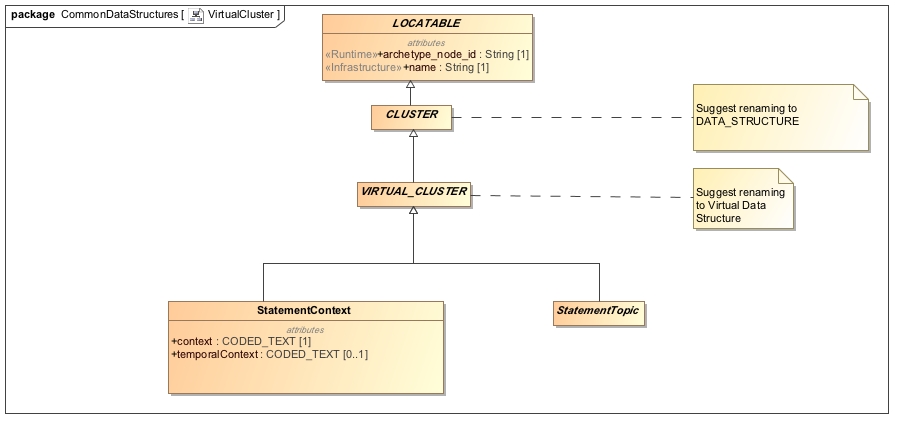 package CommonDataStructures [ VirtualCluster ]
LOCATABLE
attributes
«Runtime»+archetype_node_id : String [1]
«Infrastructure»+name : String [1]
CLUSTER
Suggest renaming to
DATA_STRUCTURE
VIRTUAL_CLUSTER
Suggest renaming
to Virtual Data
Structure
StatementContext
attributes
+context : CODED_TEXT [1]
+temporalContext : CODED_TEXT [0..1]
StatementTopic